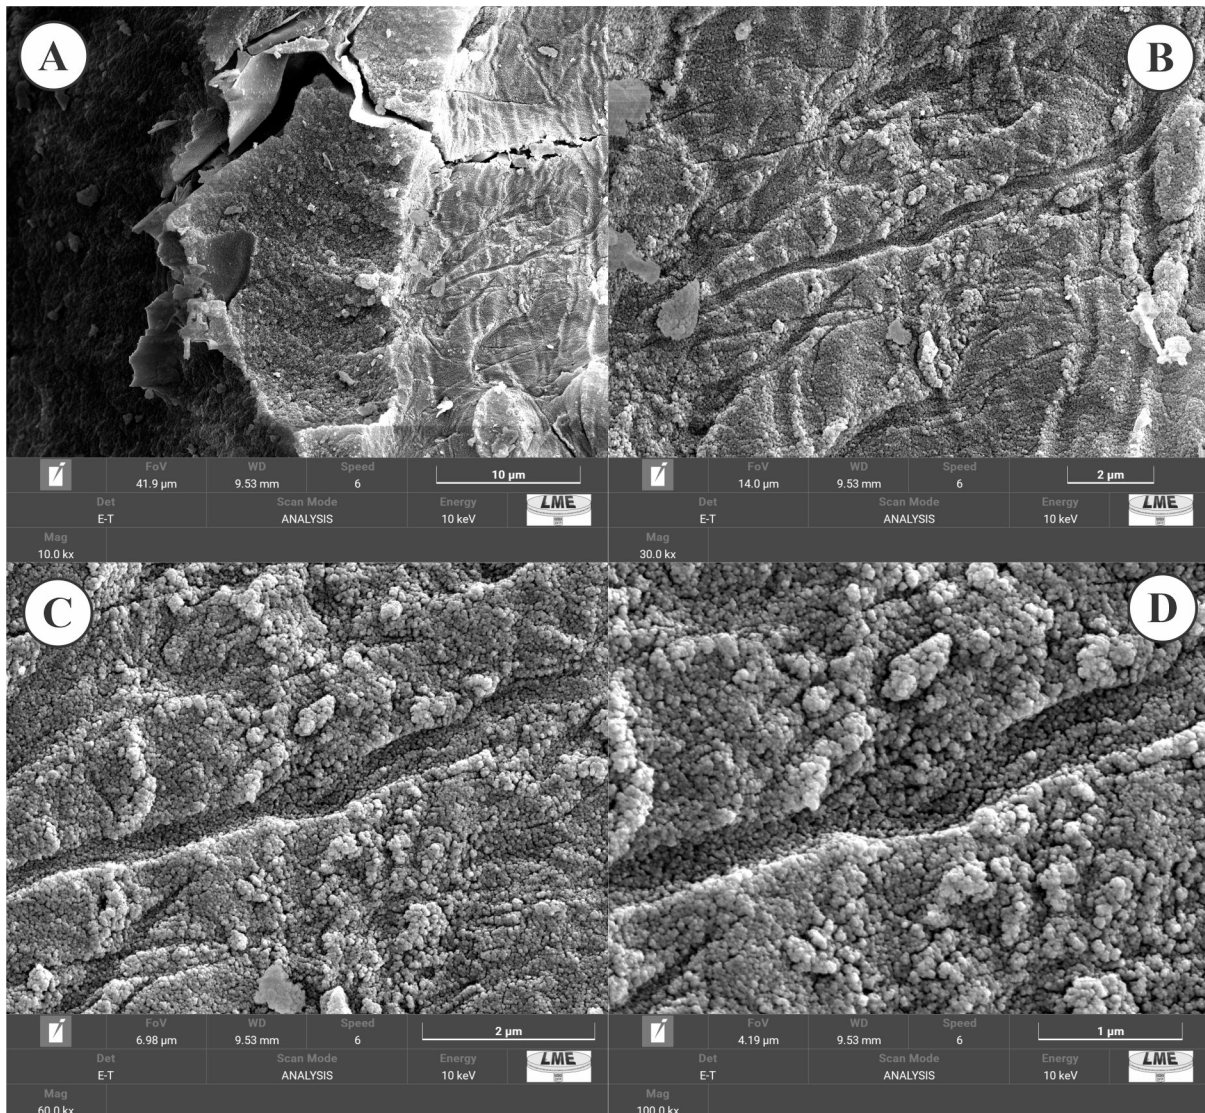 A
FoV WD Speed
41.9 µm 9.53 mm 6 10 µm
Det Scan Mode Energy
E-T ANALYSIS 10 keV LME
Mag
10.0 kx
B
FoV WD Speed
14.0 µm 9.53 mm 6 2 µm
Det Scan Mode Energy
E-T ANALYSIS 10 keV LME
Mag
30.0 kx
C
FoV WD Speed
6.98 µm 9.53 mm 6 2 µm
Det Scan Mode Energy
E-T ANALYSIS 10 keV LME
Mag
60.0 kx
D
FoV WD Speed
4.19 µm 9.53 mm 6 1 µm
Det Scan Mode Energy
E-T ANALYSIS 10 keV LME
Mag
100.0 kx